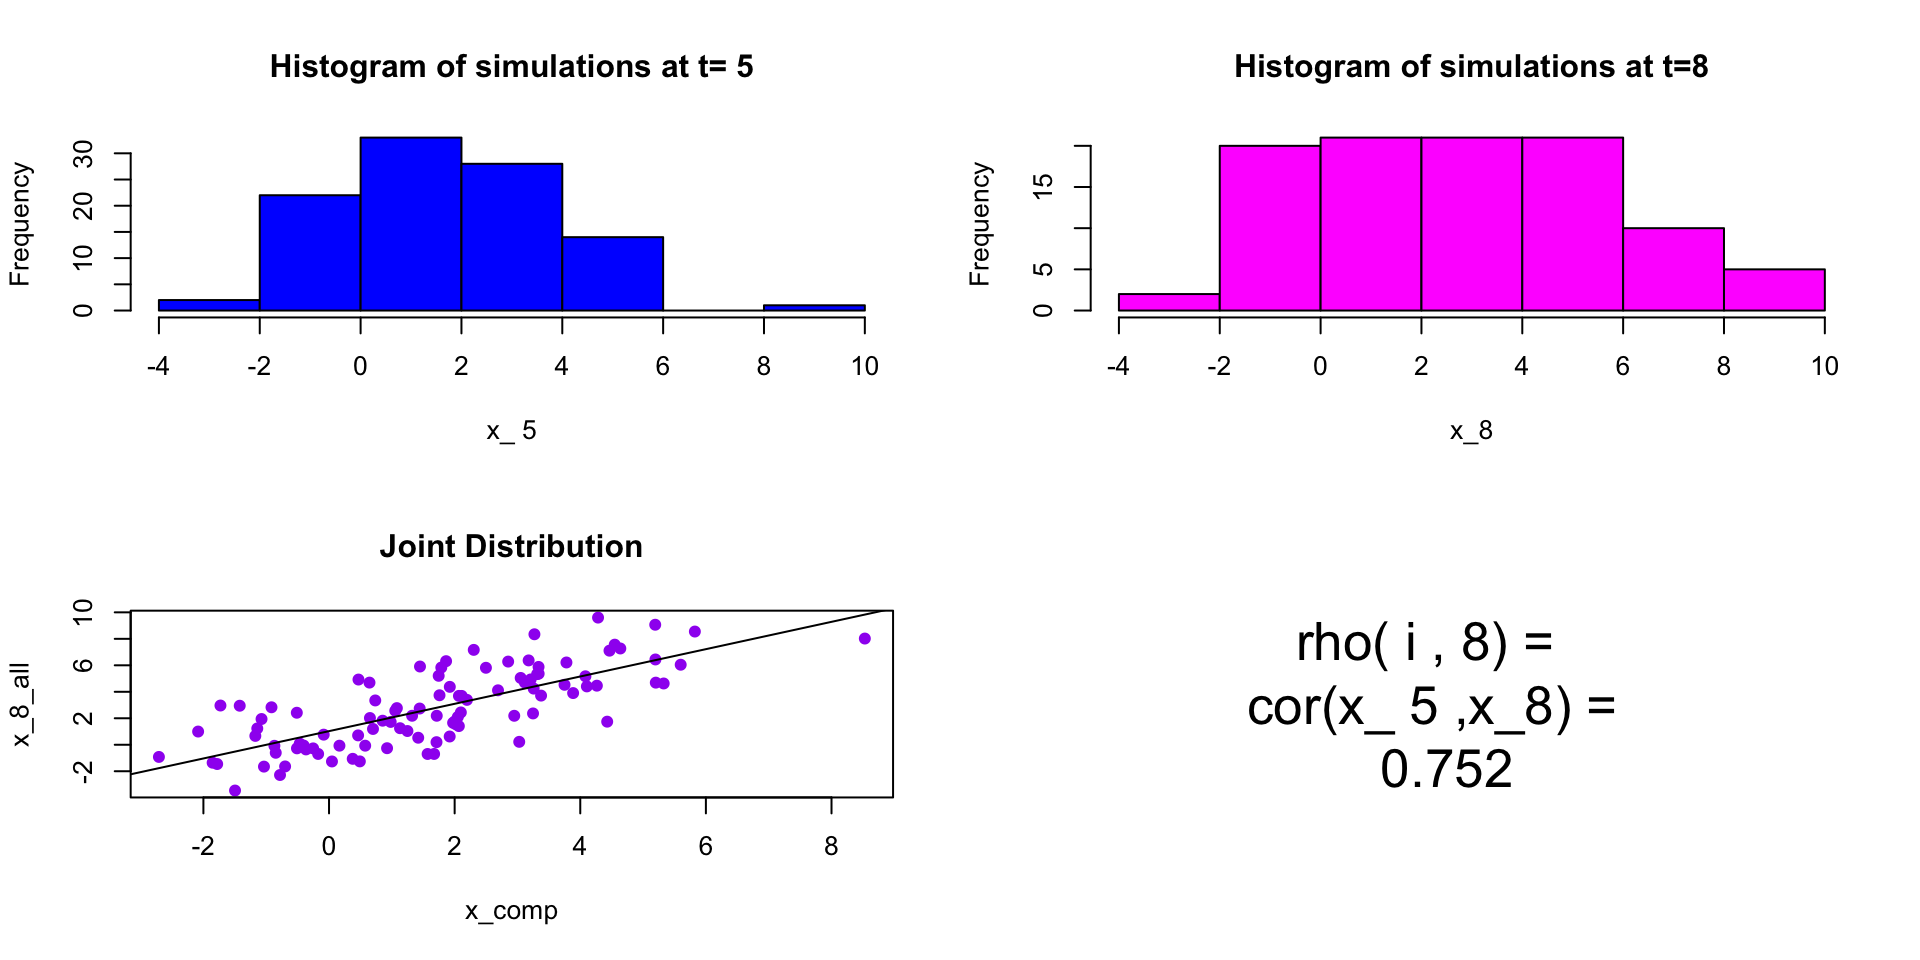 Histogram of simulations at t= 5
Frequency
0 10 20 30
-4 -2 0 2 4 6 8 10
x_ 5
Histogram of simulations at t=8
Frequency
0 5 15
-4 -2 0 2 4 6 8 10
x_8
Joint Distribution
x_8_all
-2 2 6 10
-2 0 2 4 6 8
x_comp
rho( i , 8) =
cor(x_ 5 ,x_8) =
0.752